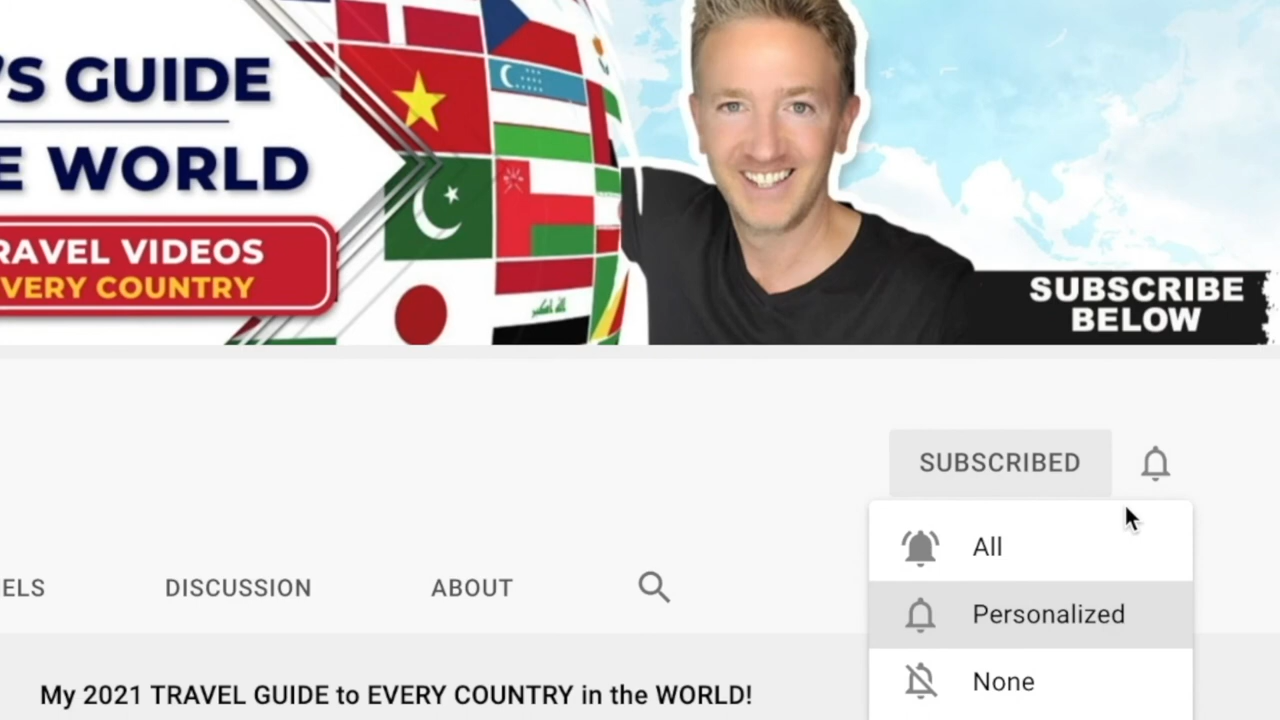 'S GUIDE
E WORLD
RAVEL VIDEOS
VERY COUNTRY
SUBSCRIBE
BELOW
SUBSCRIBED
All
ELS
DISCUSSION
ABOUT
Personalized
My 2021 TRAVEL GUIDE to EVERY COUNTRY in the WORLD!
None